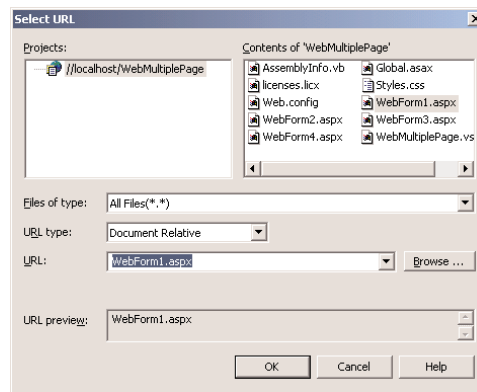 Select URL
Projects:
//localhost/WebMultiplePage
Contents of 'WebMultiplePage'
AssemblyInfo.vb Global.asax
licenses.licx Styles.css
Web.config WebForm1.aspx
WebForm2.aspx WebForm3.aspx
WebForm4.aspx WebMultiplePage.vs
Files of type: All Files(*.*)
URL type: Document Relative
URL: WebForm1.aspx Browse ...
URL preview: WebForm1.aspx
OK Cancel Help